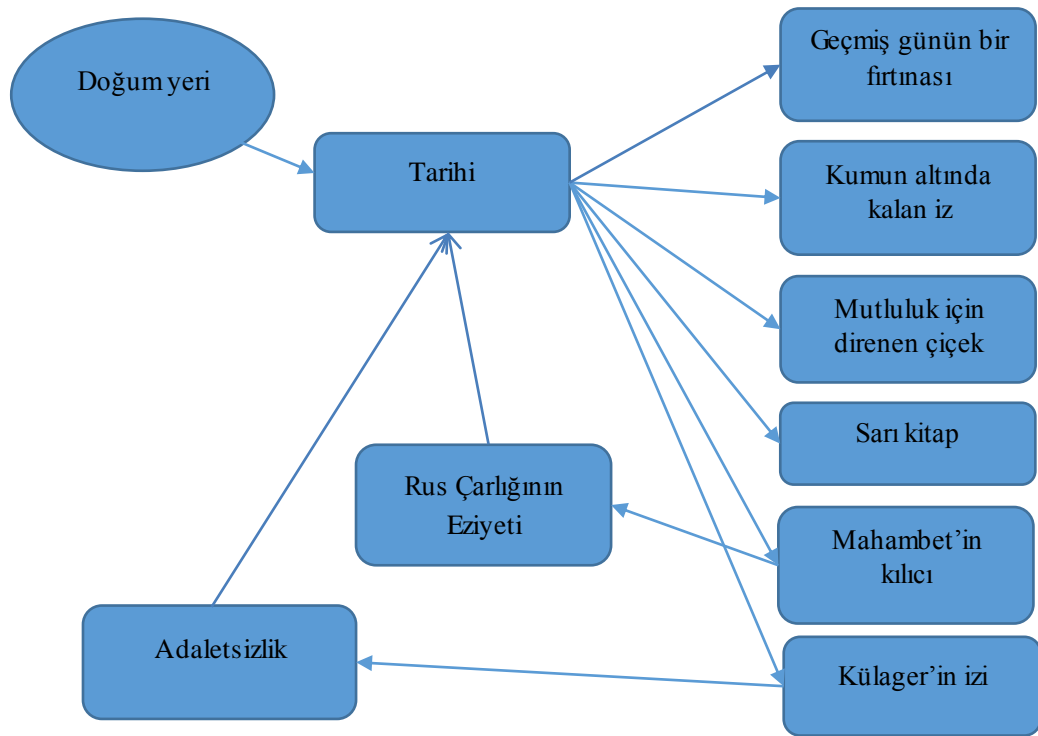 Doğum yeri
Tarihi
Geçmiş günün bir
fırtınası
Kumun altında
kalan iz
Mutluluk için
direnen çiçek
Sarı kitap
Rus Çarlığının
Eziyeti
Mahambet’in
kılıcı
Adaletsizlik
Külager’in izi